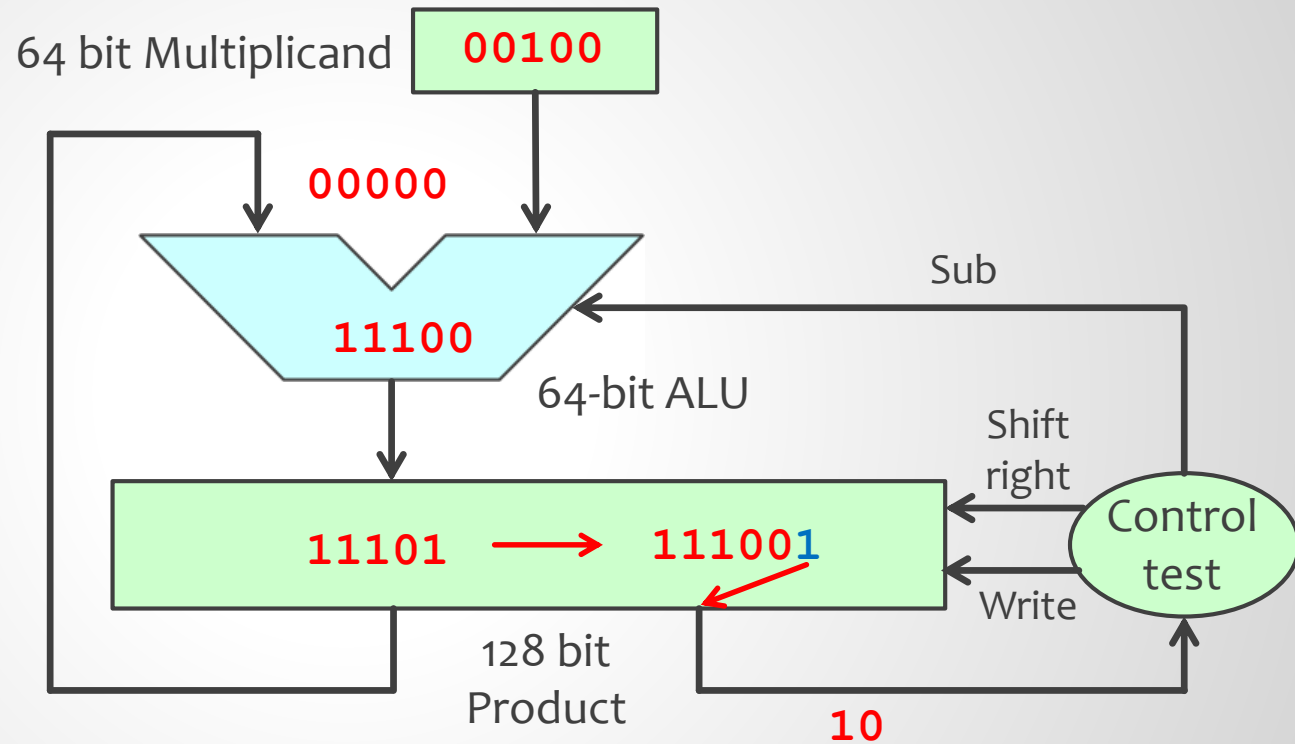 64 bit Multiplicand
00100
00000
Sub
11100
64-bit ALU
Shift
right
11101
111001
Control
test
Write
128 bit
Product
10